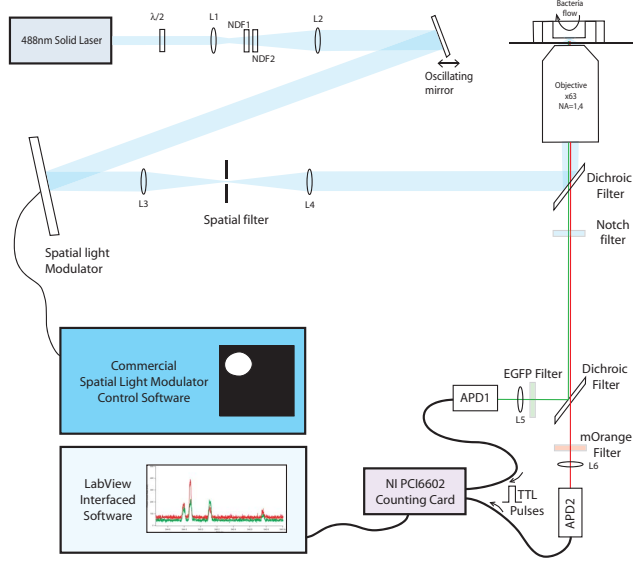 Bacteria
flow
488nm Solid Laser
λ/2
L1
NDF1
NDF2
L2
Oscillating
mirror
Objective
x63
NA=1,4
L3
Spatial filter
L4
Dichroic
Filter
Notch
filter
Spatial light
Modulator
Commercial
Spatial Light Modulator
Control Software
APD1
L5
EGFP Filter
Dichroic
Filter
mOrange
Filter
L6
LabView
Interfaced
Software
NI PCI6602
Counting Card
TTL
Pulses
APD2